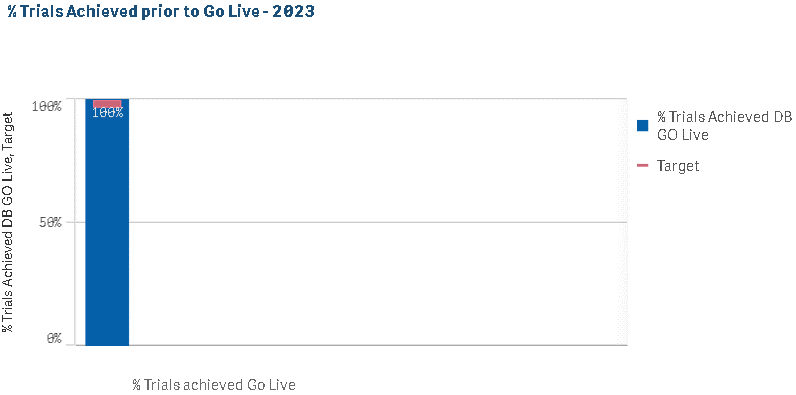 % Trials Achieved prior to Go Live - 2023
100%
100%
% Trials Achieved DB
GO Live
Target
% Trials Achieved DB GO Live, Target
50%
0%
% Trials achieved Go Live